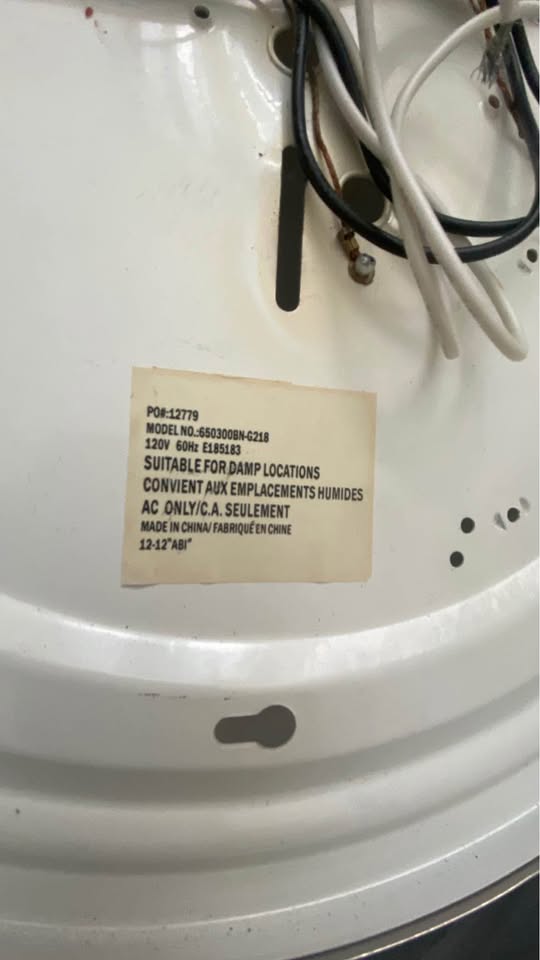 PO#:12779
MODEL NO.:650300BN-G218
120V 60Hz E185183
SUITABLE FOR DAMP LOCATIONS
CONVIENT AUX EMPLACEMENTS HUMIDES
AC ONLY/C.A. SEULEMENT
MADE IN CHINA/ FABRIQUÉ EN CHINE
12-12"ABI"